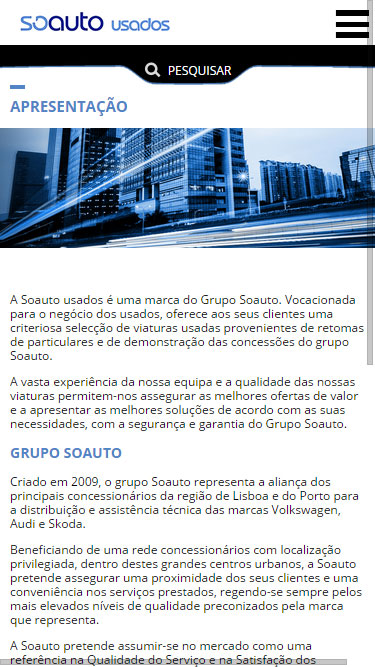 soauto usados
PESQUISAR
APRESENTAÇÃO
A Soauto usados é uma marca do Grupo Soauto. Vocacionada
para o negócio dos usados, oferece aos seus clientes uma
criteriosa selecção de viaturas usadas provenientes de retomas
de particulares e de demonstração das concessões do grupo
Soauto.
A vasta experiência da nossa equipa e a qualidade das nossas
viaturas permitem-nos assegurar as melhores ofertas de valor
e a apresentar as melhores soluções de acordo com as suas
necessidades, com a segurança e garantia do Grupo Soauto.
GRUPO SOAUTO
Criado em 2009, o grupo Soauto representa a aliança dos
principais concessionários da região de Lisboa e do Porto para
a distribuição e assistência técnica das marcas Volkswagen,
Audi e Skoda.
Beneficiando de uma rede concessionários com localização
privilegiada, dentro destes grandes centros urbanos, a Soauto
pretende assegurar uma proximidade dos seus clientes e uma
conveniência nos serviços prestados, regendo-se sempre pelos
mais elevados níveis de qualidade preconizados pela marca
que representa.
A Soauto pretende assumir-se no mercado como uma
referência na Qualidade do Serviço e na Satisfação dos